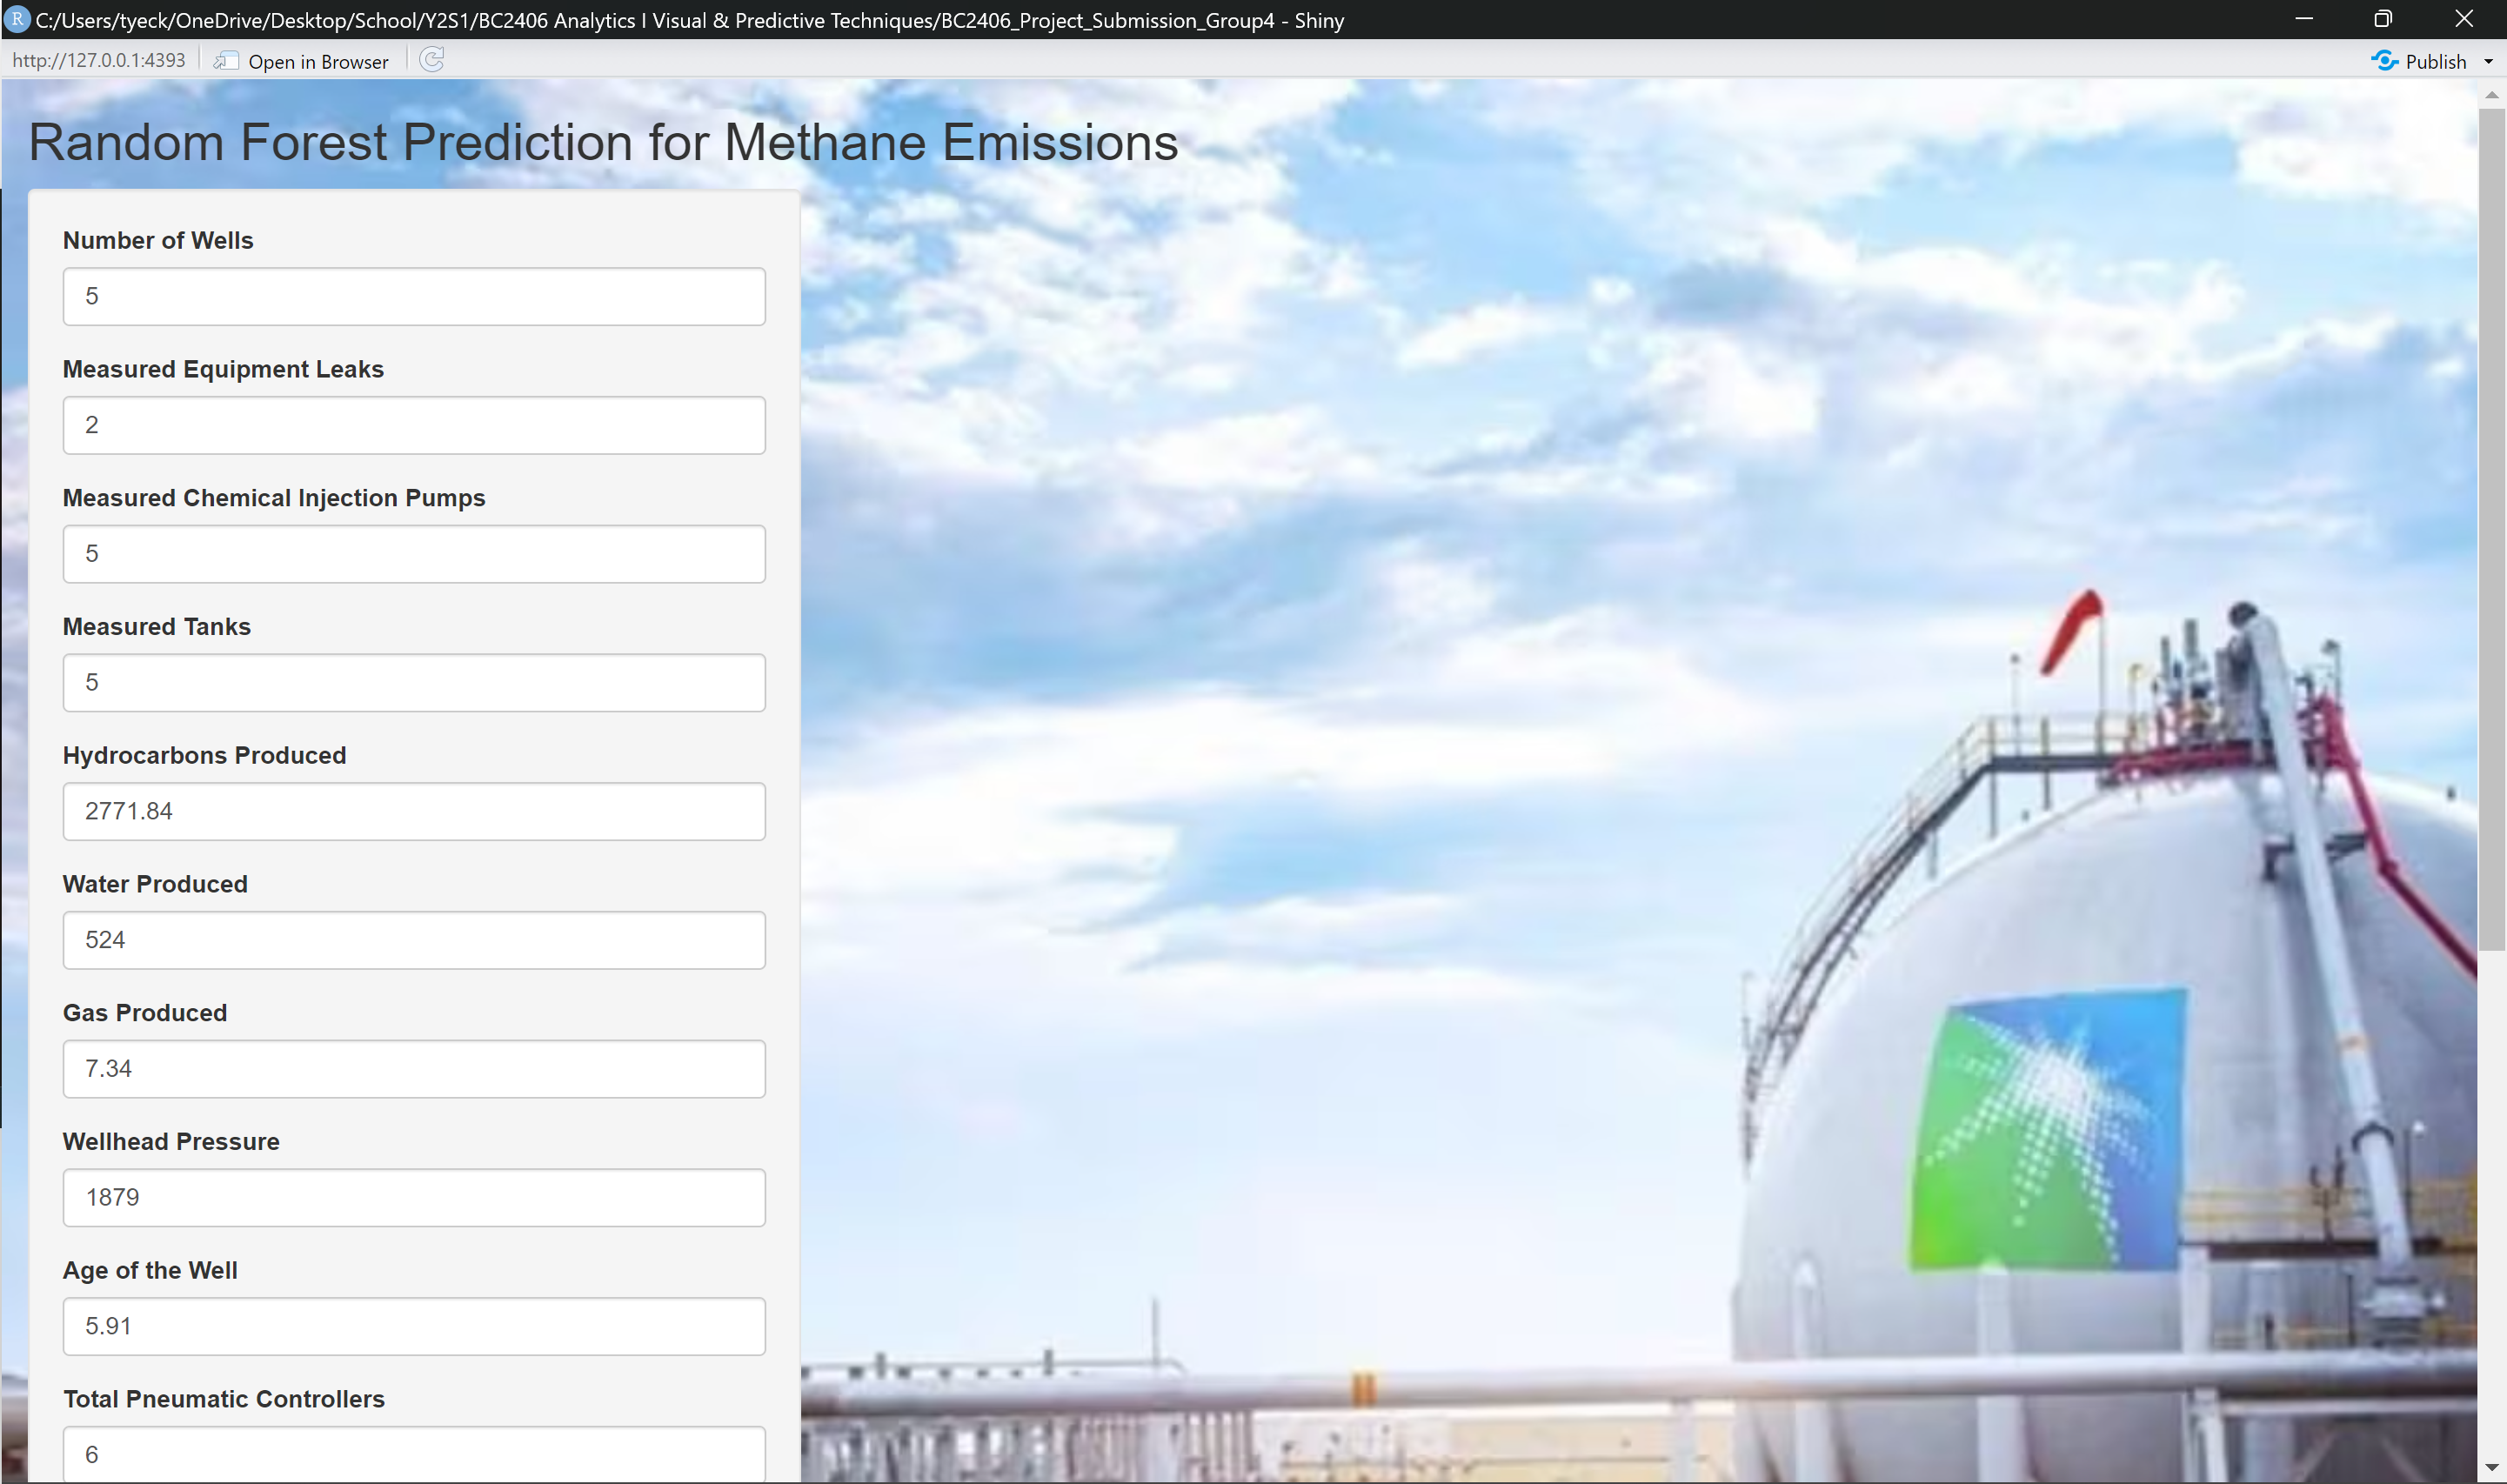 R C:/Users/tyeck/OneDrive/Desktop/School/Y2S1/BC2406 Analytics I Visual & Predictive Techniques/BC2406_Project_Submission_Group4 - Shiny
http://127.0.0.1:4393 Open in Browser Publish
Random Forest Prediction for Methane Emissions
Number of Wells
5
Measured Equipment Leaks
2
Measured Chemical Injection Pumps
5
Measured Tanks
5
Hydrocarbons Produced
2771.84
Water Produced
524
Gas Produced
7.34
Wellhead Pressure
1879
Age of the Well
5.91
Total Pneumatic Controllers
6